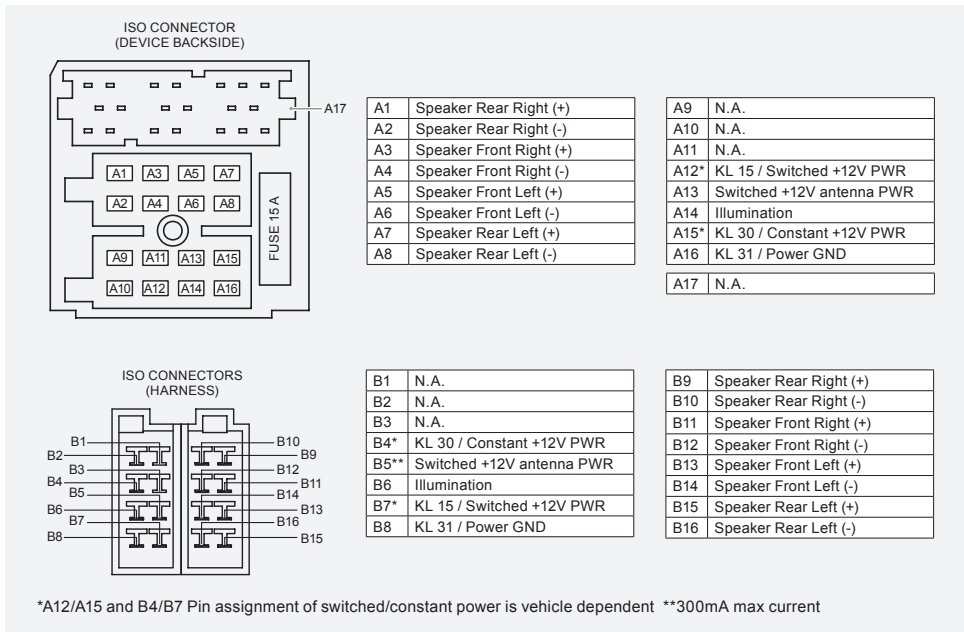 ISO CONNECTOR
(DEVICE BACKSIDE)
A17
A1 A3 A5 A7
A2 A4 A6 A8
A9 A11 A13 A15
A10 A12 A14 A16
FUSE 15 A
A1 Speaker Rear Right (+)
A2 Speaker Rear Right (-)
A3 Speaker Front Right (+)
A4 Speaker Front Right (-)
A5 Speaker Front Left (+)
A6 Speaker Front Left (-)
A7 Speaker Rear Left (+)
A8 Speaker Rear Left (-)
A9 N.A.
A10 N.A.
A11 N.A.
A12* KL 15 / Switched +12V PWR
A13 Switched +12V antenna PWR
A14 Illumination
A15* KL 30 / Constant +12V PWR
A16 KL 31 / Power GND
A17 N.A.
ISO CONNECTORS
(HARNESS)
B1
B2
B3
B4
B5
B6
B7
B8
B10
B9
B12
B11
B14
B13
B16
B15
B1 N.A.
B2 N.A.
B3 N.A.
B4* KL 30 / Constant +12V PWR
B5** Switched +12V antenna PWR
B6 Illumination
B7* KL 15 / Switched +12V PWR
B8 KL 31 / Power GND
B9 Speaker Rear Right (+)
B10 Speaker Rear Right (-)
B11 Speaker Front Right (+)
B12 Speaker Front Right (-)
B13 Speaker Front Left (+)
B14 Speaker Front Left (-)
B15 Speaker Rear Left (+)
B16 Speaker Rear Left (-)
*A12/A15 and B4/B7 Pin assignment of switched/constant power is vehicle dependent **300mA max current